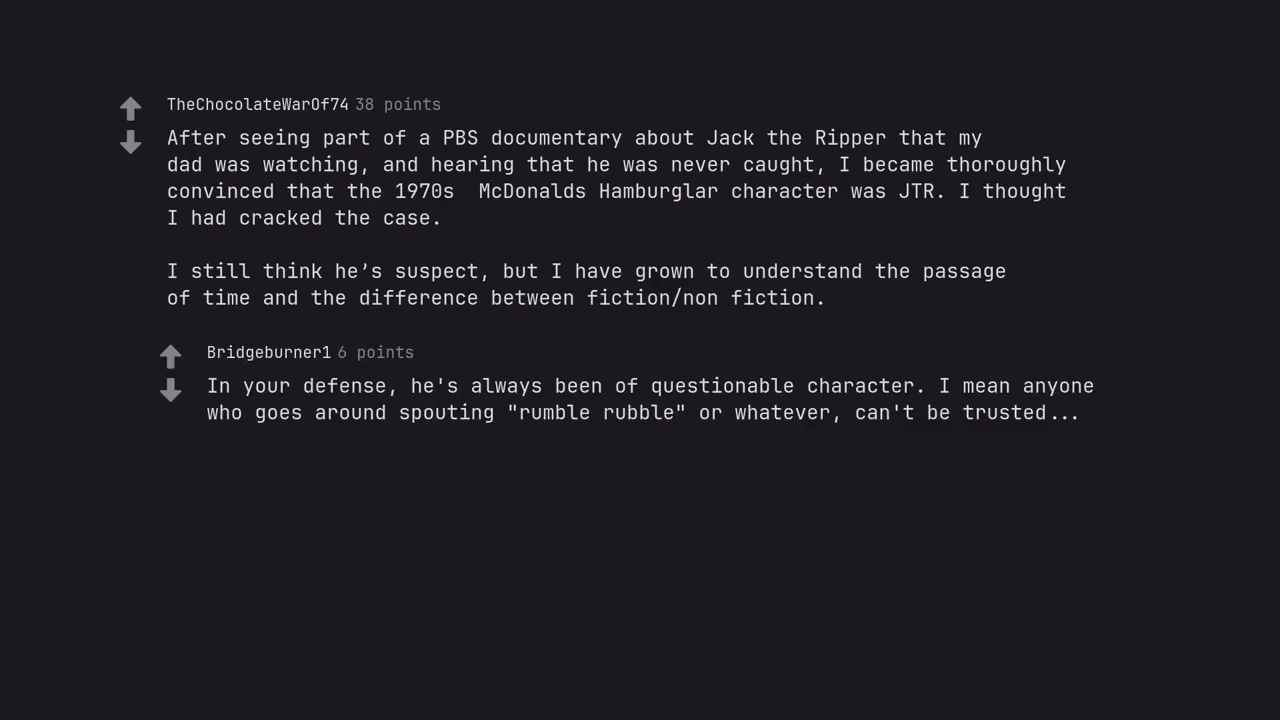 TheChocolateWarOf74 38 points
After seeing part of a PBS documentary about Jack the Ripper that my
dad was watching, and hearing that he was never caught, I became thoroughly
convinced that the 1970s  McDonalds Hamburglar character was JTR. I thought
I had cracked the case.
I still think he’s suspect, but I have grown to understand the passage
of time and the difference between fiction/non fiction.
Bridgeburner1 6 points
In your defense, he's always been of questionable character. I mean anyone
who goes around spouting "rumble rubble" or whatever, can't be trusted...